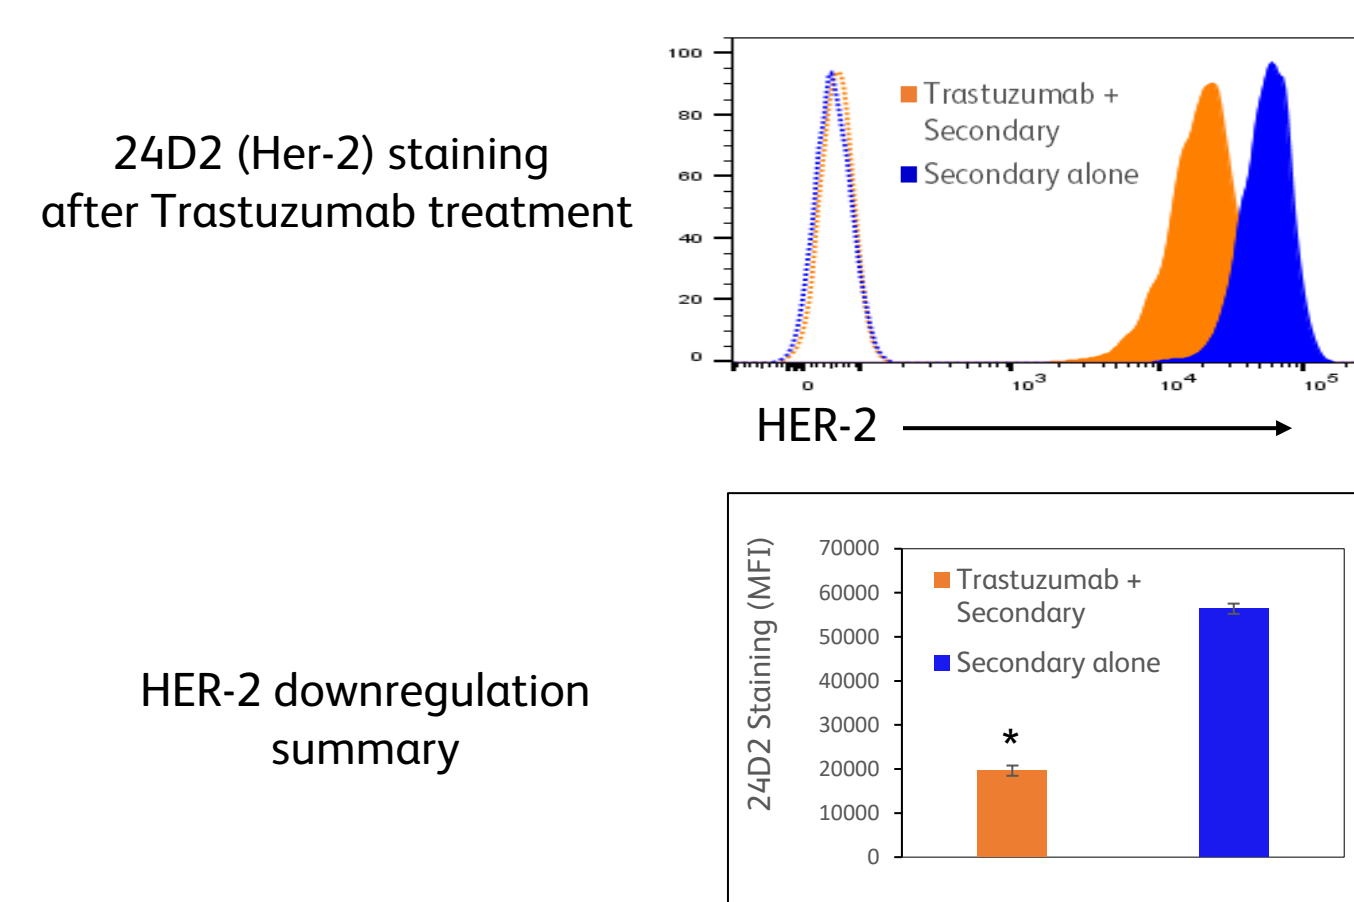 24D2 (Her-2) staining
after Trastuzumab treatment
100
80
60
40
20
0
Trastuzumab +
Secondary
Secondary alone
0
10³
10⁴
10⁵
HER-2
HER-2 downregulation
summary
24D2 Staining (MFI)
70000
60000
50000
40000
30000
20000
10000
0
Trastuzumab +
Secondary
Secondary alone
*